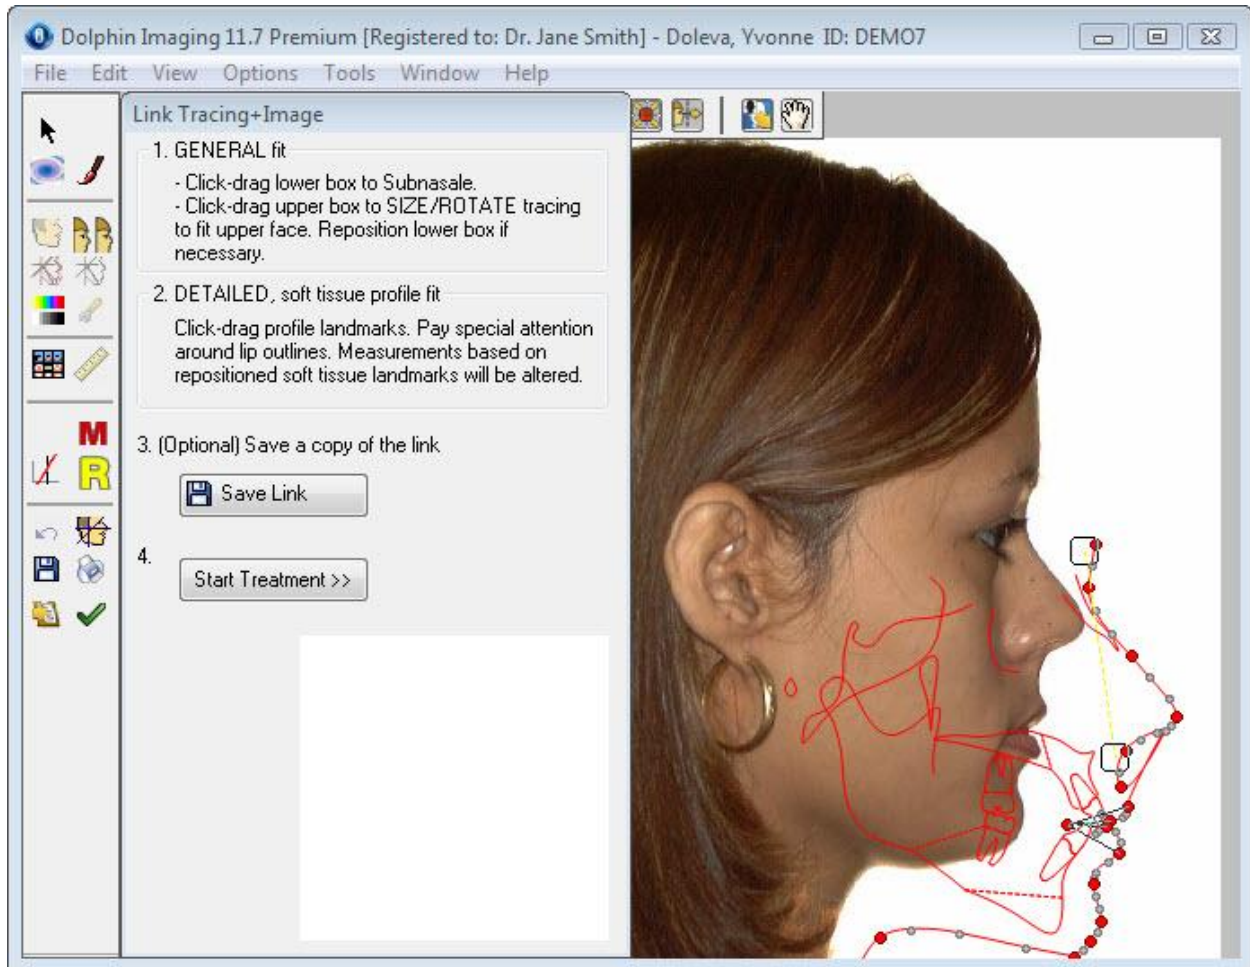 Dolphin Imaging 11.7 Premium [Registered to: Dr. Jane Smith] - Doleva, Yvonne ID: DEMO7
File Edit View Options Tools Window Help
Link Tracing+Image
1. GENERAL fit
- Click-drag lower box to Subnasale.
- Click-drag upper box to SIZE/ROTATE tracing
to fit upper face. Reposition lower box if
necessary.
2. DETAILED, soft tissue profile fit
Click-drag profile landmarks. Pay special attention
around lip outlines. Measurements based on
repositioned soft tissue landmarks will be altered.
3. (Optional) Save a copy of the link
Save Link
4.
Start Treatment >>
M
R